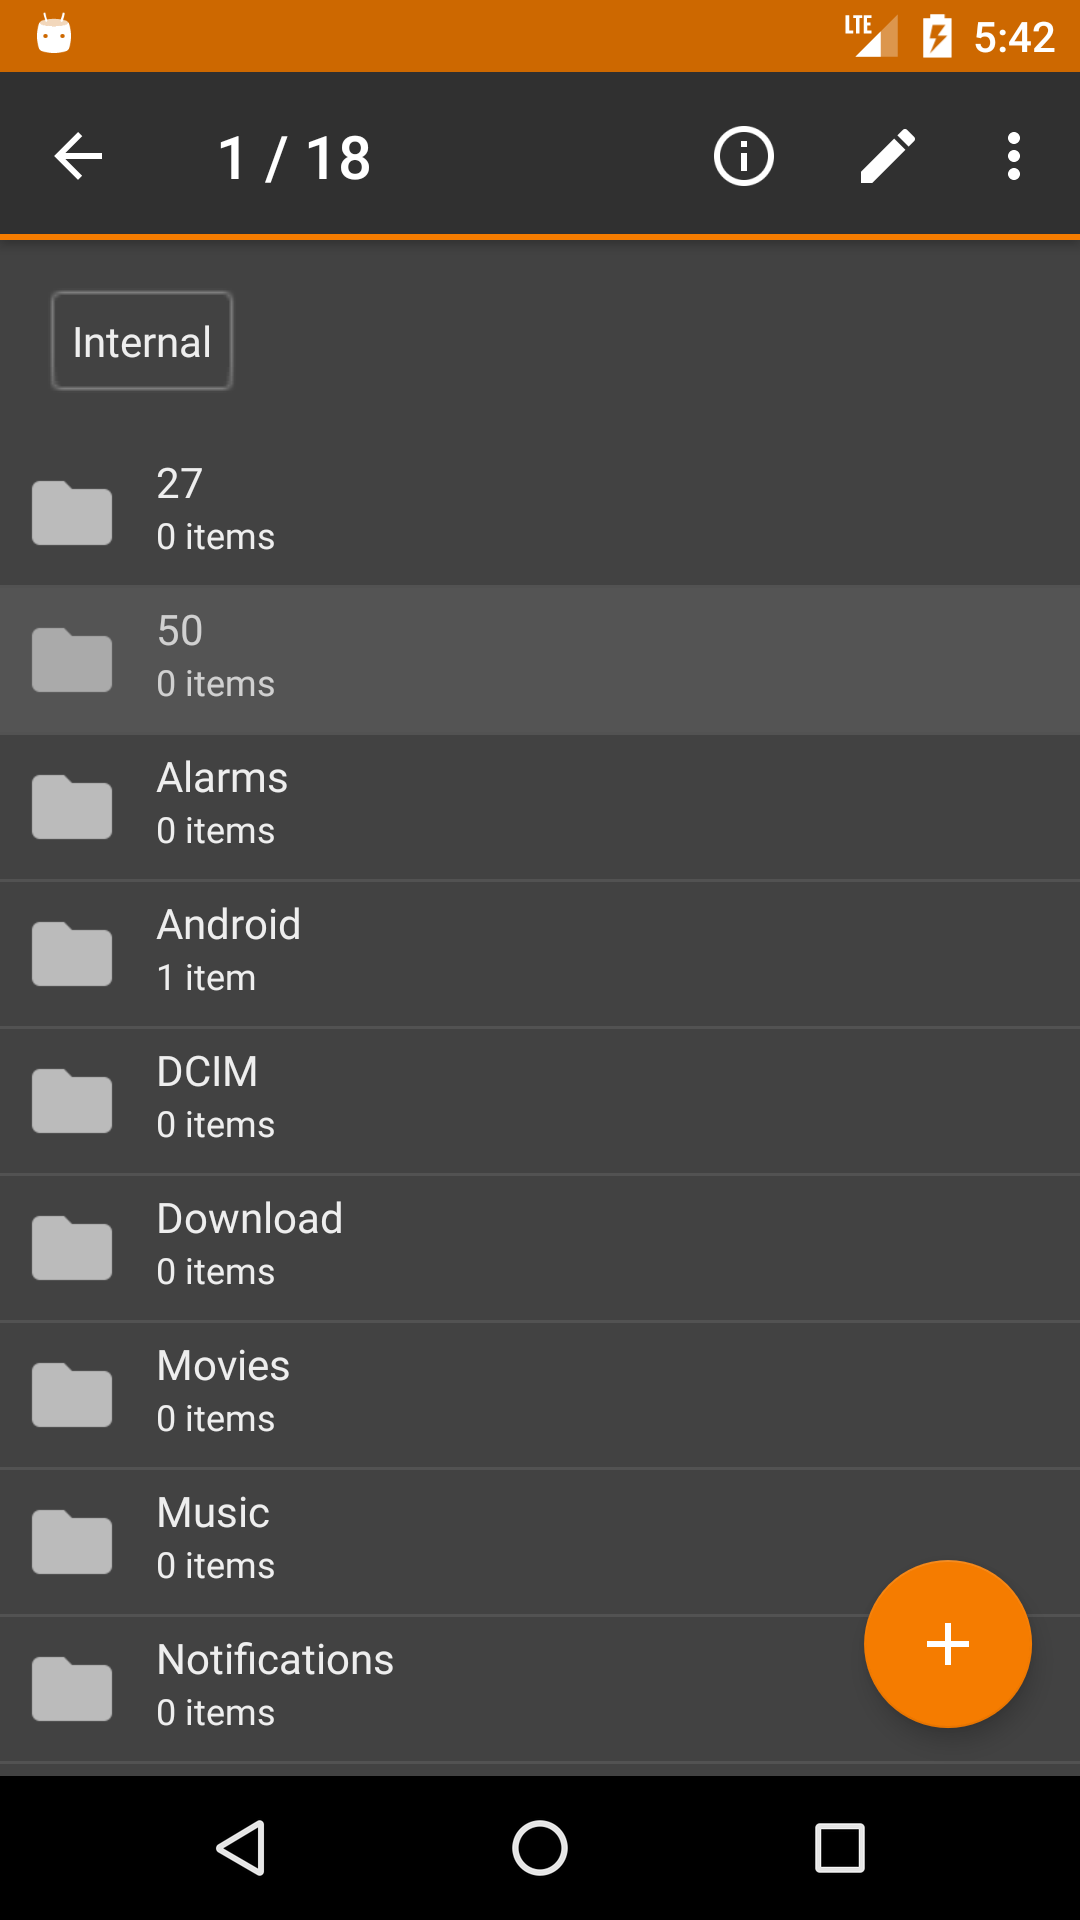 LTE 5:42
1 / 18
Internal
27
0 items
50
0 items
Alarms
0 items
Android
1 item
DCIM
0 items
Download
0 items
Movies
0 items
Music
0 items
Notifications
0 items